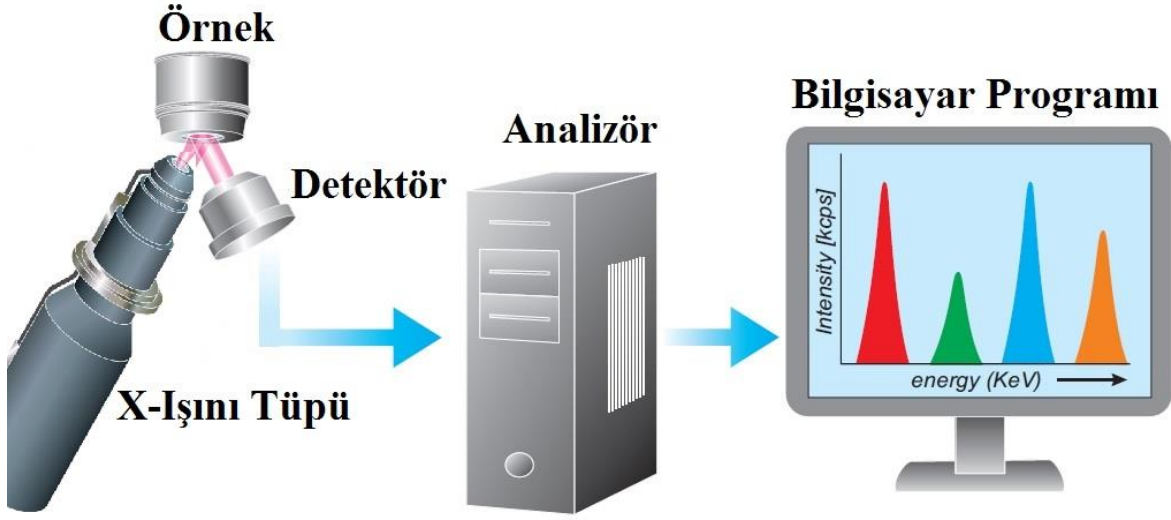 Örnek
Bilgisayar Programı
Analizör
Detektör
X-Işını Tüpü
Intensity [kcps]
energy (KeV)